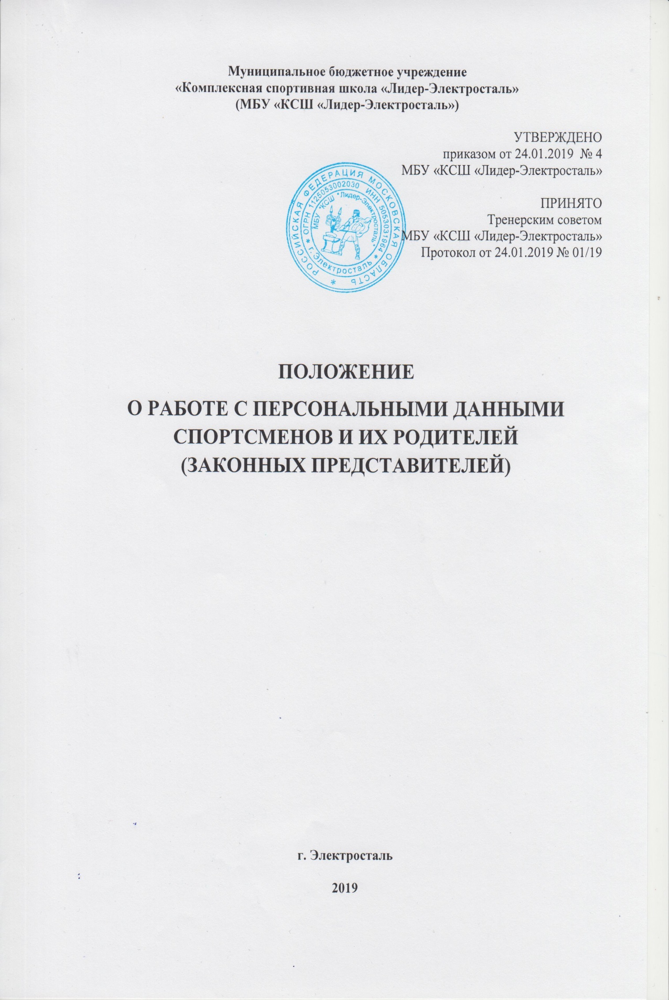 Муниципальное бюджетное учреждение
«Комплексная спортивная школа «Лидер-Электросталь»
(МБУ «КСШ «Лидер-Электросталь»)
УТВЕРЖДЕНО
приказом от 24.01.2019 № 4
МБУ «КСШ «Лидер-Электросталь»
ПРИНЯТО
Тренерским советом
МБУ «КСШ «Лидер-Электросталь»
Протокол от 24.01.2019 № 01/19
РОССИЙСКАЯ ФЕДЕРАЦИЯ МОСКОВСКАЯ ОБЛАСТЬ *
* ОГРН 1125053002030 ИНН 5053031964 * г.Электросталь
МБУ "КСШ "Лидер-Электросталь"
ПОЛОЖЕНИЕ
О РАБОТЕ С ПЕРСОНАЛЬНЫМИ ДАННЫМИ
СПОРТСМЕНОВ И ИХ РОДИТЕЛЕЙ
(ЗАКОННЫХ ПРЕДСТАВИТЕЛЕЙ)
г. Электросталь
2019